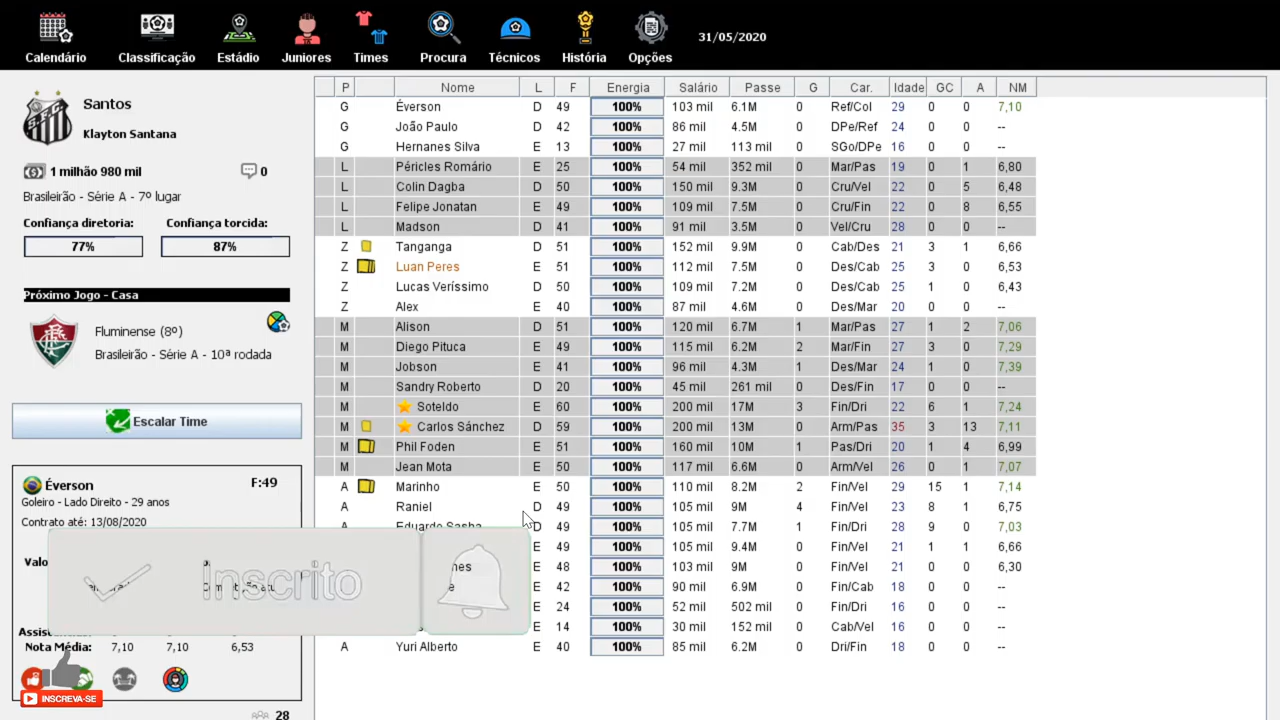 Calendário Classificação Estádio Juniores Times Procura Técnicos História Opções 31/05/2020
Santos
Klayton Santana
1 milhão 980 mil 0
Brasileirão - Série A - 7º lugar
Confiança diretoria: Confiança torcida:
77% 87%
Próximo Jogo - Casa
Fluminense (8º)
Brasileirão - Série A - 10ª rodada
Escalar Time
Éverson F:49
Goleiro - Lado Direito - 29 anos
Contrato até: 13/08/2020
Valo
Inscrito
Assis
Nota Média: 7,10 7,10 6,53
INSCREVA-SE
28
P Nome L F Energia Salário Passe G Car. Idade GC A NM
G Éverson D 49 100% 103 mil 6.1M 0 Ref/Col 29 0 0 7,10
G João Paulo D 42 100% 86 mil 4.5M 0 DPe/Ref 24 0 0 --
G Hernanes Silva E 13 100% 27 mil 113 mil 0 SGo/DPe 16 0 0 --
L Péricles Romário E 25 100% 54 mil 352 mil 0 Mar/Pas 19 0 1 6,80
L Colin Dagba D 50 100% 150 mil 9.3M 0 Cru/Vel 22 0 5 6,48
L Felipe Jonatan E 49 100% 109 mil 7.5M 0 Cru/Fin 22 0 8 6,55
L Madson D 41 100% 91 mil 3.5M 0 Vel/Cru 28 0 0 --
Z Tanganga D 51 100% 152 mil 9.9M 0 Cab/Des 21 3 1 6,66
Z Luan Peres E 51 100% 112 mil 7.5M 0 Des/Cab 25 3 0 6,53
Z Lucas Veríssimo D 50 100% 109 mil 7.2M 0 Des/Cab 25 1 0 6,43
Z Alex E 40 100% 87 mil 4.6M 0 Des/Mar 20 0 0 --
M Alison D 51 100% 120 mil 6.7M 1 Mar/Pas 27 1 2 7,06
M Diego Pituca E 49 100% 115 mil 6.2M 2 Mar/Fin 27 3 0 7,29
M Jobson E 41 100% 96 mil 4.3M 1 Des/Mar 24 1 0 7,39
M Sandry Roberto D 20 100% 45 mil 261 mil 0 Des/Fin 17 0 0 --
M Soteldo E 60 100% 200 mil 17M 3 Fin/Dri 22 6 1 7,24
M Carlos Sánchez D 59 100% 200 mil 13M 0 Arm/Pas 35 3 13 7,11
M Phil Foden E 51 100% 160 mil 10M 1 Pas/Dri 20 1 4 6,99
M Jean Mota E 50 100% 117 mil 6.6M 0 Arm/Vel 26 0 1 7,07
A Marinho E 50 100% 110 mil 8.2M 2 Fin/Vel 29 15 1 7,14
A Raniel D 49 100% 105 mil 9M 4 Fin/Vel 23 8 1 6,75
A Eduardo Sasha D 49 100% 105 mil 7.7M 0 Fin/Dri 28 9 0 7,03
E 49 100% 105 mil 9.4M 0 Fin/Vel 21 1 1 6,66
mes E 48 100% 103 mil 9M 0 Fin/Vel 21 0 0 6,30
e E 42 100% 90 mil 6.9M 0 Fin/Cab 18 0 0 --
E 24 100% 52 mil 502 mil 0 Fin/Dri 16 0 0 --
E 14 100% 30 mil 152 mil 0 Cab/Vel 16 0 0 --
A Yuri Alberto E 40 100% 85 mil 6.2M 0 Dri/Fin 18 0 0 --